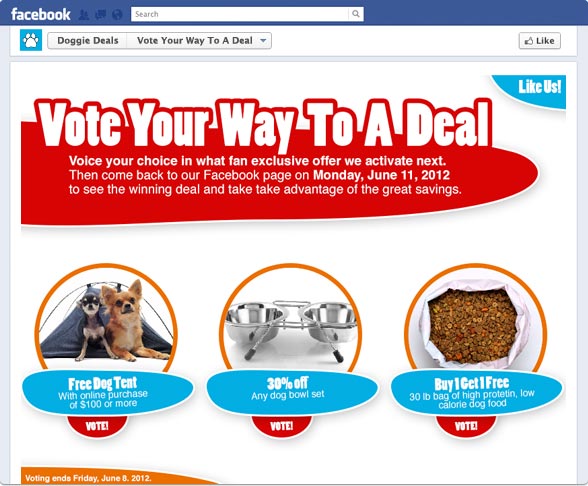 facebook
Search
Doggie Deals
Vote Your Way To A Deal
Like
Like Us!
Vote Your Way To A Deal
Voice your choice in what fan exclusive offer we activate next.
Then come back to our Facebook page on Monday, June 11, 2012
to see the winning deal and take take advantage of the great savings.
Free Dog Tent
With online purchase
of $100 or more
VOTE!
30% off
Any dog bowl set
VOTE!
Buy 1 Get 1 Free
30 lb bag of high protetin, low
calorie dog food
VOTE!
Voting ends Friday, June 8. 2012.